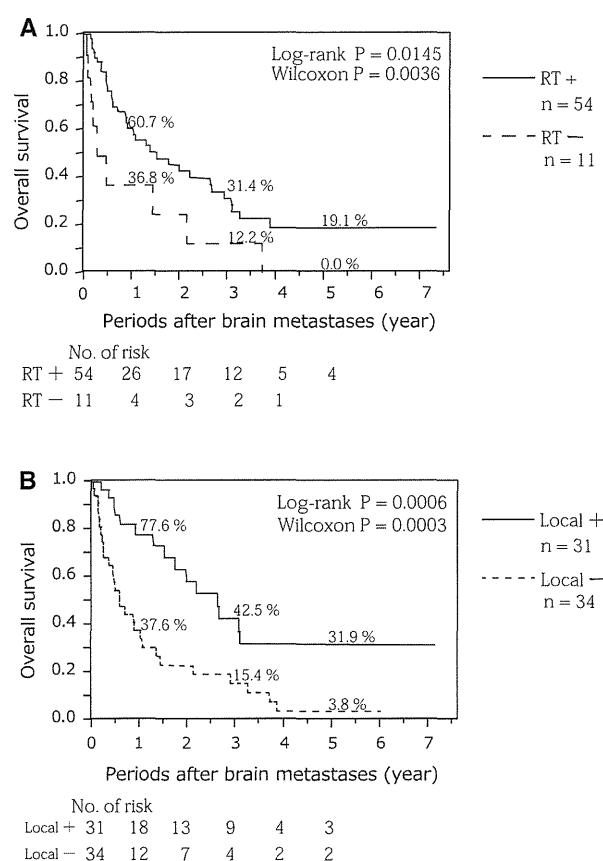 A
1.0
0.8
0.6
0.4
0.2
0.0
Overall survival
Log-rank P = 0.0145
Wilcoxon P = 0.0036
60.7 %
36.8 %
31.4 %
12.2 %
19.1 %
0.0 %
RT +
n = 54
RT −
n = 11
0 1 2 3 4 5 6 7
Periods after brain metastases (year)
No. of risk
RT + 54 26 17 12 5 4
RT − 11 4 3 2 1
B
1.0
0.8
0.6
0.4
0.2
0.0
Overall survival
Log-rank P = 0.0006
Wilcoxon P = 0.0003
77.6 %
37.6 %
42.5 %
15.4 %
31.9 %
3.8 %
Local +
n = 31
Local −
n = 34
0 1 2 3 4 5 6 7
Periods after brain metastases (year)
No. of risk
Local + 31 18 13 9 4 3
Local − 34 12 7 4 2 2